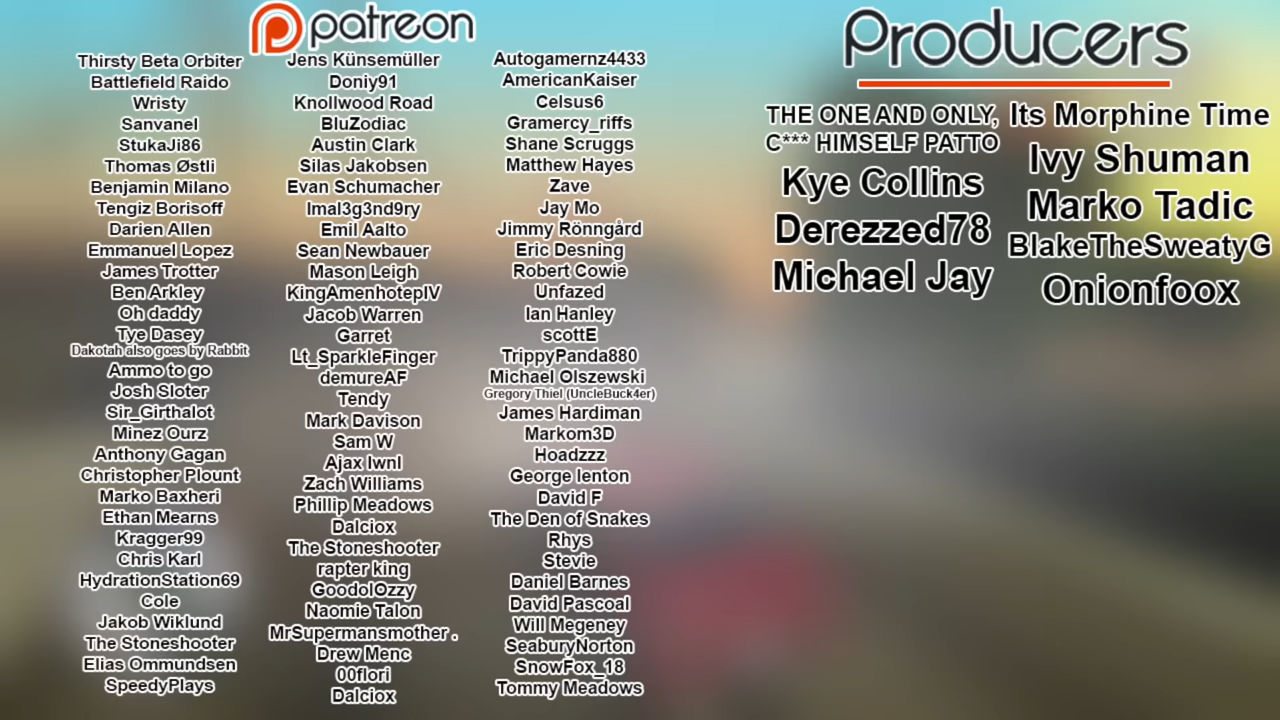 patreon
Thirsty Beta Orbiter
Battlefield Raido
Wristy
Sanvanel
StukaJi86
Thomas Østli
Benjamin Milano
Tengiz Borisoff
Darien Allen
Emmanuel Lopez
James Trotter
Ben Arkley
Oh daddy
Tye Dasey
Dakotah also goes by Rabbit
Ammo to go
Josh Sloter
Sir_Girthalot
Minez Ourz
Anthony Gagan
Christopher Plount
Marko Baxheri
Ethan Mearns
Kragger99
Chris Karl
HydrationStation69
Cole
Jakob Wiklund
The Stoneshooter
Elias Ommundsen
SpeedyPlays
Jens Künsemüller
Doniy91
Knollwood Road
BluZodiac
Austin Clark
Silas Jakobsen
Evan Schumacher
Imal3g3nd9ry
Emil Aalto
Sean Newbauer
Mason Leigh
KingAmenhotepIV
Jacob Warren
Garret
Lt_SparkleFinger
demureAF
Tendy
Mark Davison
Sam W
Ajax lwnl
Zach Williams
Phillip Meadows
Dalciox
The Stoneshooter
rapter king
GoodolOzzy
Naomie Talon
MrSupermansmother .
Drew Menc
00flori
Dalciox
Autogamernz4433
AmericanKaiser
Celsus6
Gramercy_riffs
Shane Scruggs
Matthew Hayes
Zave
Jay Mo
Jimmy Rönngård
Eric Desning
Robert Cowie
Unfazed
Ian Hanley
scottE
TrippyPanda880
Michael Olszewski
Gregory Thiel (UncleBuck4er)
James Hardiman
Markom3D
Hoadzzz
George lenton
David F
The Den of Snakes
Rhys
Stevie
Daniel Barnes
David Pascoal
Will Megeney
SeaburyNorton
SnowFox_18
Tommy Meadows
Producers
THE ONE AND ONLY,
C*** HIMSELF PATTO
Kye Collins
Derezzed78
Michael Jay
Its Morphine Time
Ivy Shuman
Marko Tadic
BlakeTheSweatyG
Onionfoox